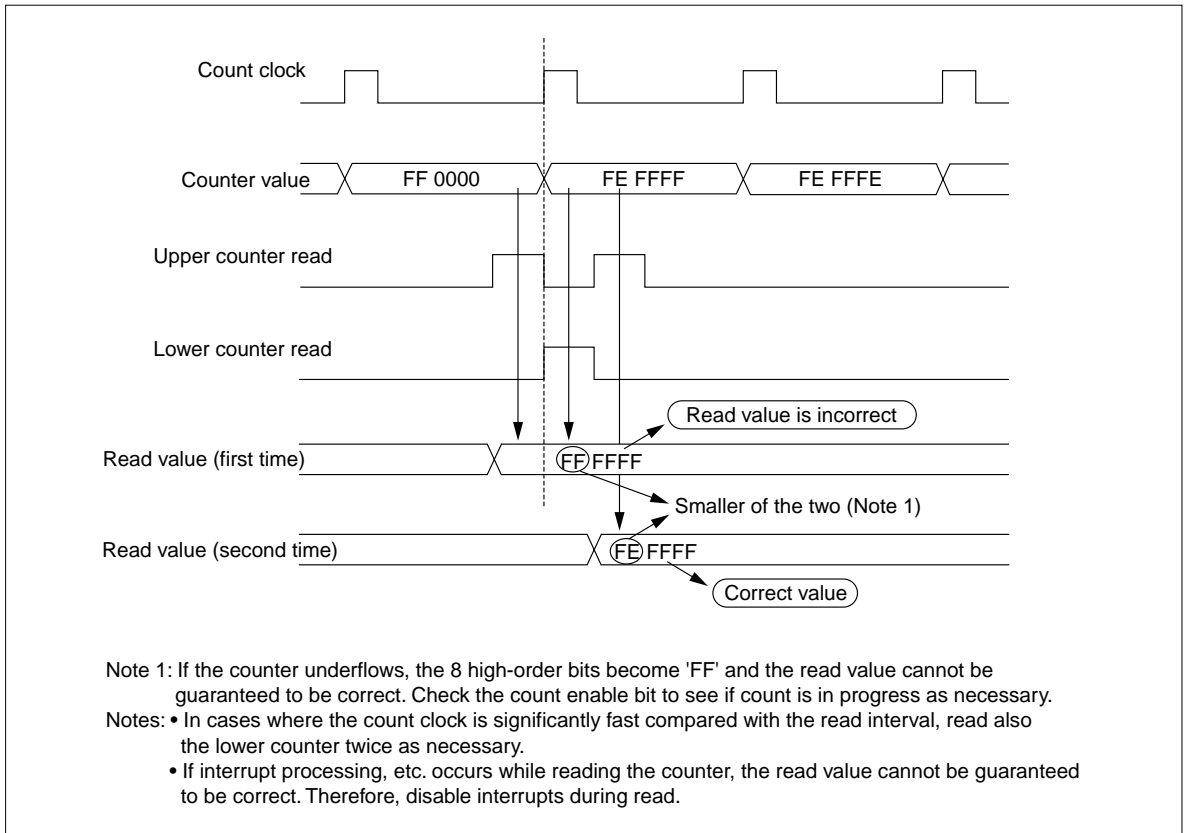 Count clock
Counter value
FF 0000
FE FFFF
FE FFFE
Upper counter read
Lower counter read
Read value is incorrect
Read value (first time)
FF FFFF
Smaller of the two (Note 1)
Read value (second time)
FE FFFF
Correct value
Note 1: If the counter underflows, the 8 high-order bits become 'FF' and the read value cannot be
guaranteed to be correct. Check the count enable bit to see if count is in progress as necessary.
Notes: • In cases where the count clock is significantly fast compared with the read interval, read also
the lower counter twice as necessary.
• If interrupt processing, etc. occurs while reading the counter, the read value cannot be guaranteed
to be correct. Therefore, disable interrupts during read.